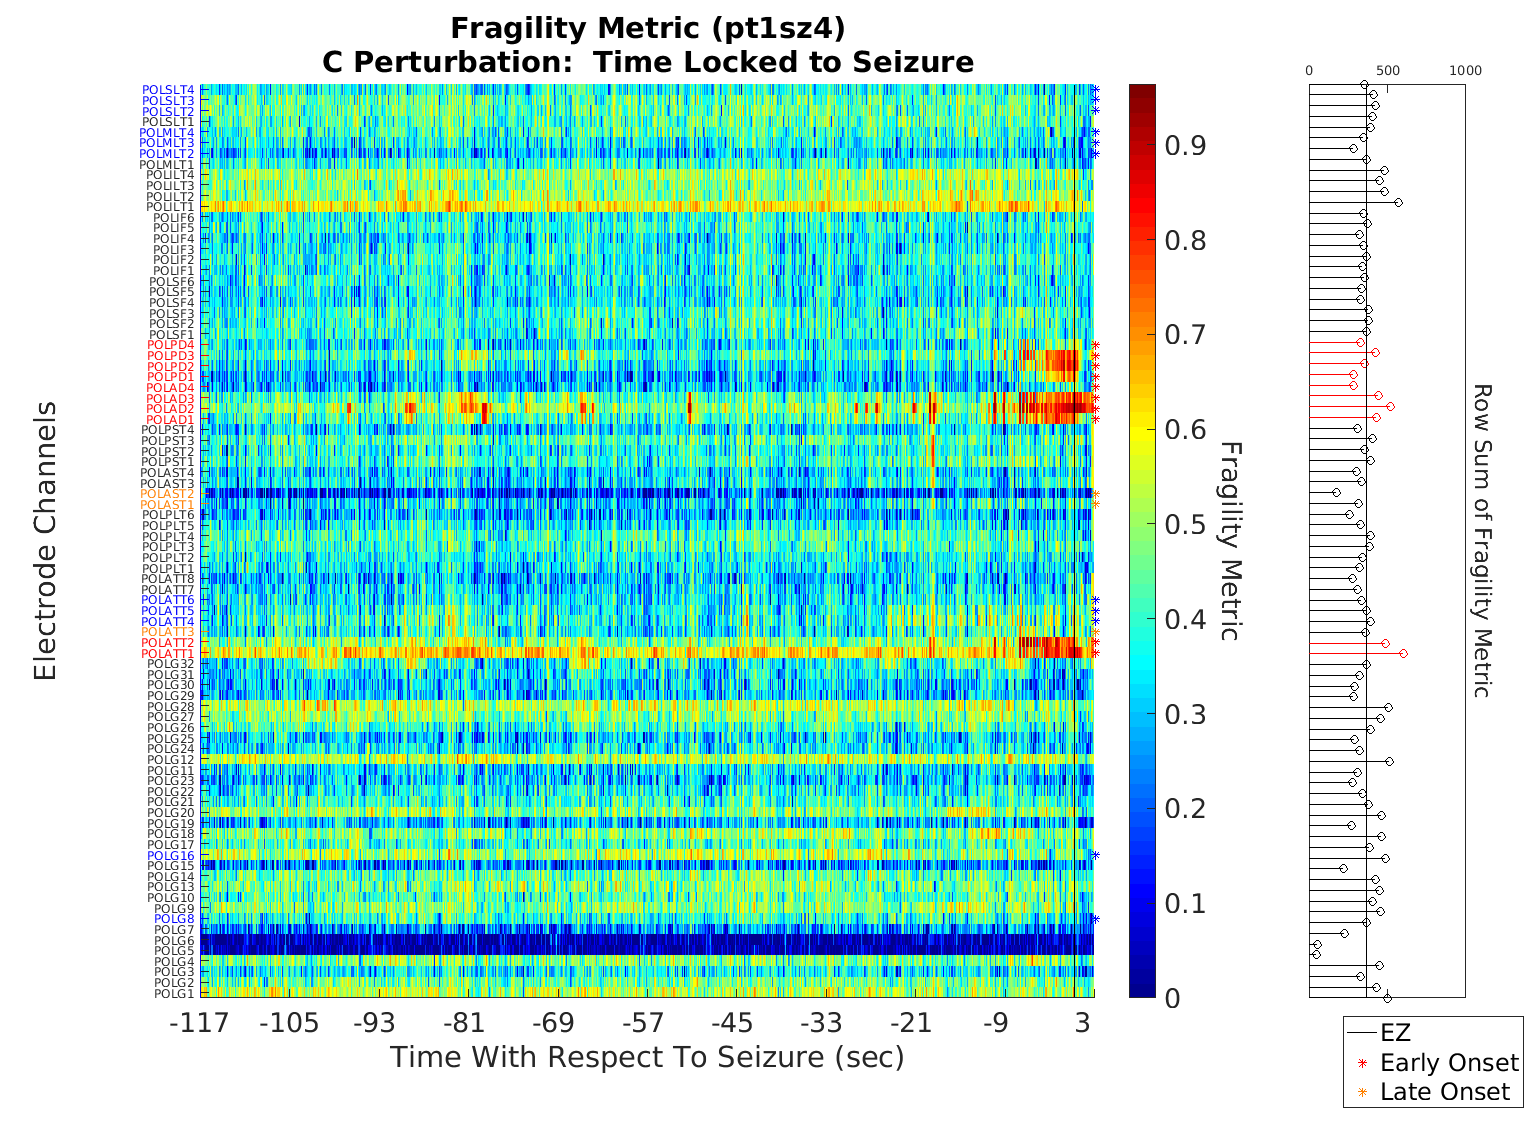 Fragility Metric (pt1sz4)
C Perturbation:  Time Locked to Seizure
Electrode Channels
POLSLT4
POLSLT3
POLSLT2
POLSLT1
POLMLT4
POLMLT3
POLMLT2
POLMLT1
POLILT4
POLILT3
POLILT2
POLILT1
POLIF6
POLIF5
POLIF4
POLIF3
POLIF2
POLIF1
POLSF6
POLSF5
POLSF4
POLSF3
POLSF2
POLSF1
POLPD4
POLPD3
POLPD2
POLPD1
POLAD4
POLAD3
POLAD2
POLAD1
POLPST4
POLPST3
POLPST2
POLPST1
POLAST4
POLAST3
POLAST2
POLAST1
POLPLT6
POLPLT5
POLPLT4
POLPLT3
POLPLT2
POLPLT1
POLATT8
POLATT7
POLATT6
POLATT5
POLATT4
POLATT3
POLATT2
POLATT1
POLG32
POLG31
POLG30
POLG29
POLG28
POLG27
POLG26
POLG25
POLG24
POLG12
POLG11
POLG23
POLG22
POLG21
POLG20
POLG19
POLG18
POLG17
POLG16
POLG15
POLG14
POLG13
POLG10
POLG9
POLG8
POLG7
POLG6
POLG5
POLG4
POLG3
POLG2
POLG1
-117 -105 -93 -81 -69 -57 -45 -33 -21 -9 3
Time With Respect To Seizure (sec)
0.9
0.8
0.7
0.6
0.5
0.4
0.3
0.2
0.1
0
Fragility Metric
0 500 1000
Row Sum of Fragility Metric
EZ
Early Onset
Late Onset